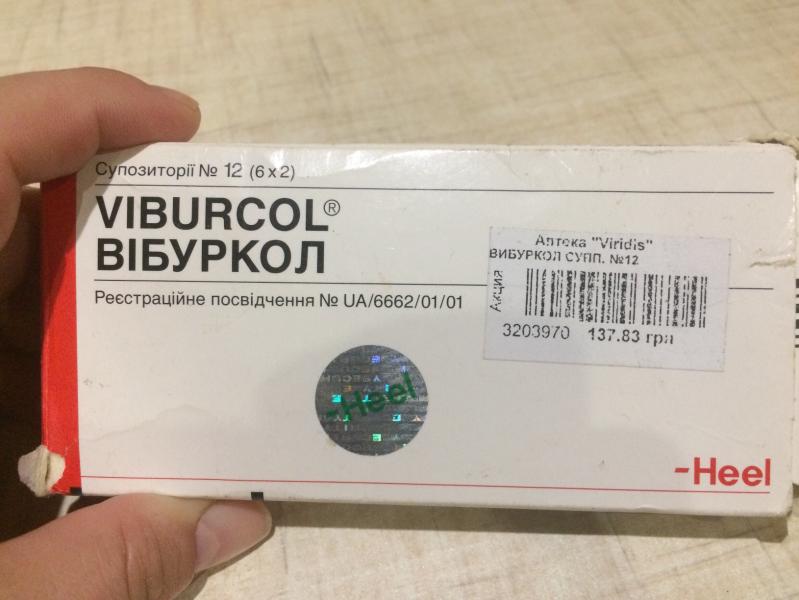 Супозиторії № 12 (6 x 2)
VIBURCOL®
ВІБУРКОЛ
Реєстраційне посвідчення № UA/6662/01/01
Аптека "Viridis"
ВИБУРКОЛ СУПП. №12
Акция
3203970 137.83 грн
-Heel
-Heel